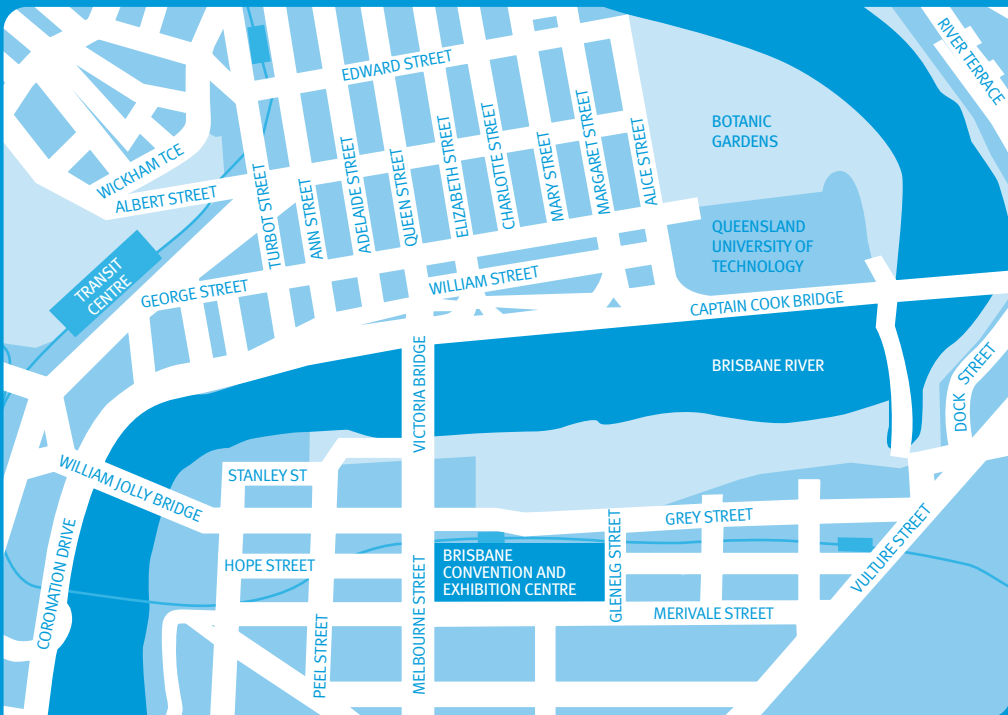 RIVER TERRACE
EDWARD STREET
BOTANIC
GARDENS
WICKHAM TCE
ALBERT STREET
TURBOT STREET
ANN STREET
ADELAIDE STREET
QUEEN STREET
ELIZABETH STREET
CHARLOTTE STREET
MARY STREET
MARGARET STREET
ALICE STREET
QUEENSLAND
UNIVERSITY OF
TECHNOLOGY
TRANSIT
CENTRE
GEORGE STREET
WILLIAM STREET
CAPTAIN COOK BRIDGE
VICTORIA BRIDGE
BRISBANE RIVER
DOCK STREET
WILLIAM JOLLY BRIDGE
STANLEY ST
GREY STREET
CORONATION DRIVE
HOPE STREET
BRISBANE
CONVENTION AND
EXHIBITION CENTRE
GLENELG STREET
VULTURE STREET
MERIVALE STREET
PEEL STREET
MELBOURNE STREET